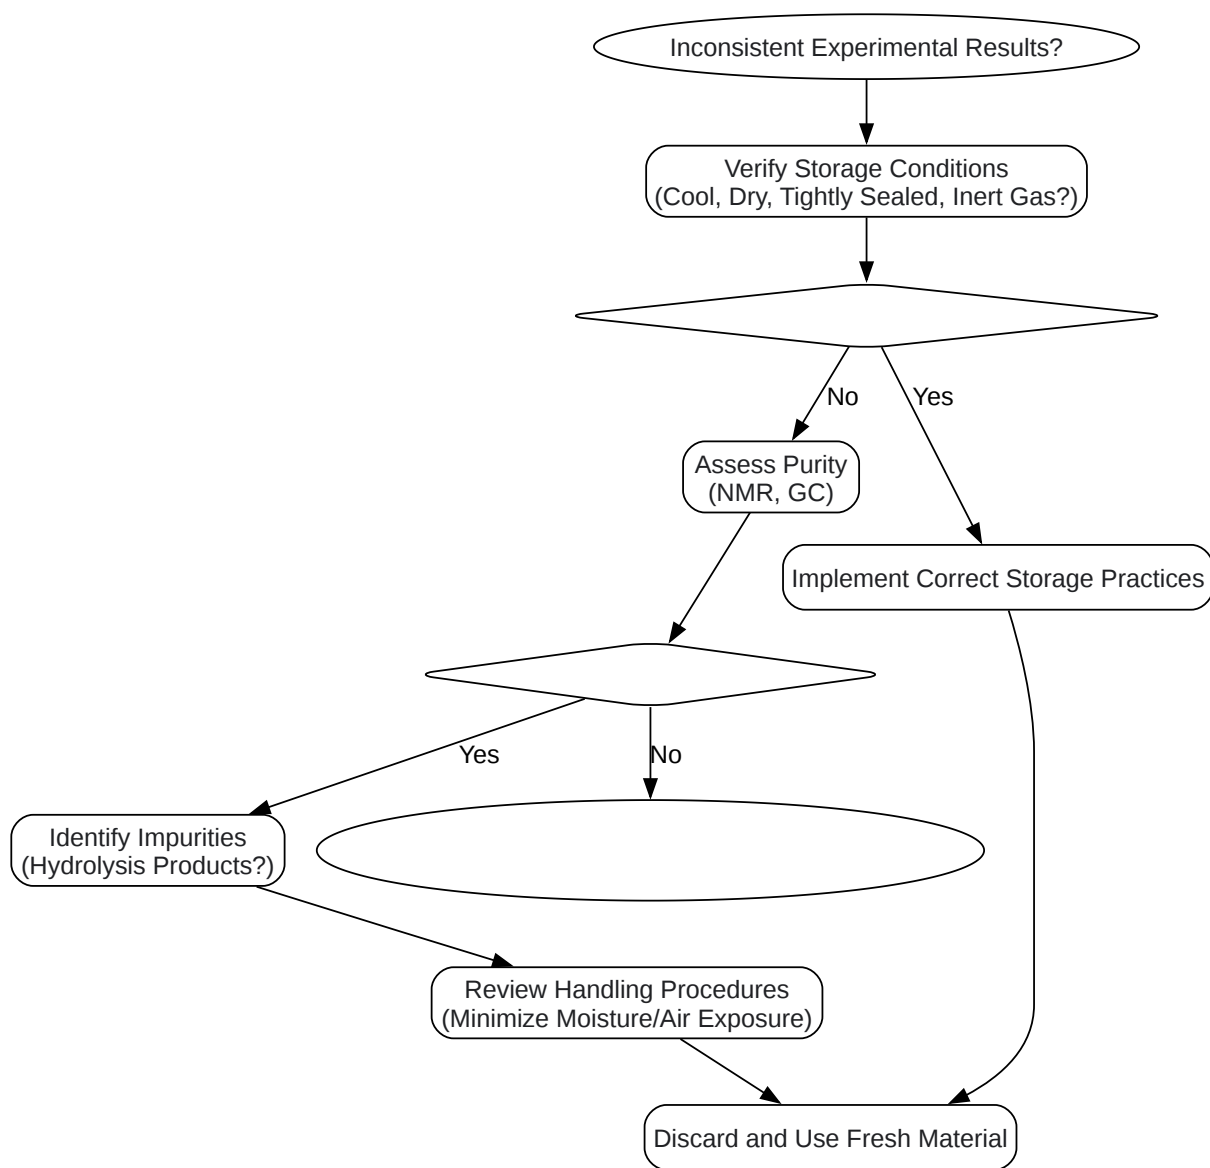 Inconsistent Experimental Results?
Verify Storage Conditions
(Cool, Dry, Tightly Sealed, Inert Gas?)
No
Yes
Assess Purity
(NMR, GC)
Implement Correct Storage Practices
Yes
No
Identify Impurities
(Hydrolysis Products?)
Review Handling Procedures
(Minimize Moisture/Air Exposure)
Discard and Use Fresh Material